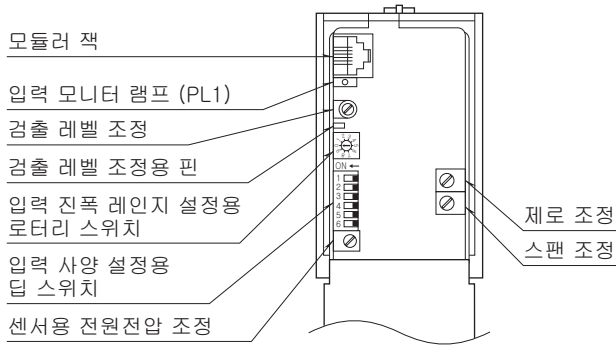 모듈러 잭
입력 모니터 램프 (PL1)
검출 레벨 조정
검출 레벨 조정용 핀
입력 진폭 레인지 설정용
로터리 스위치
입력 사양 설정용
딥 스위치
센서용 전원전압 조정
ON ←
1
2
3
4
5
6
제로 조정
스팬 조정